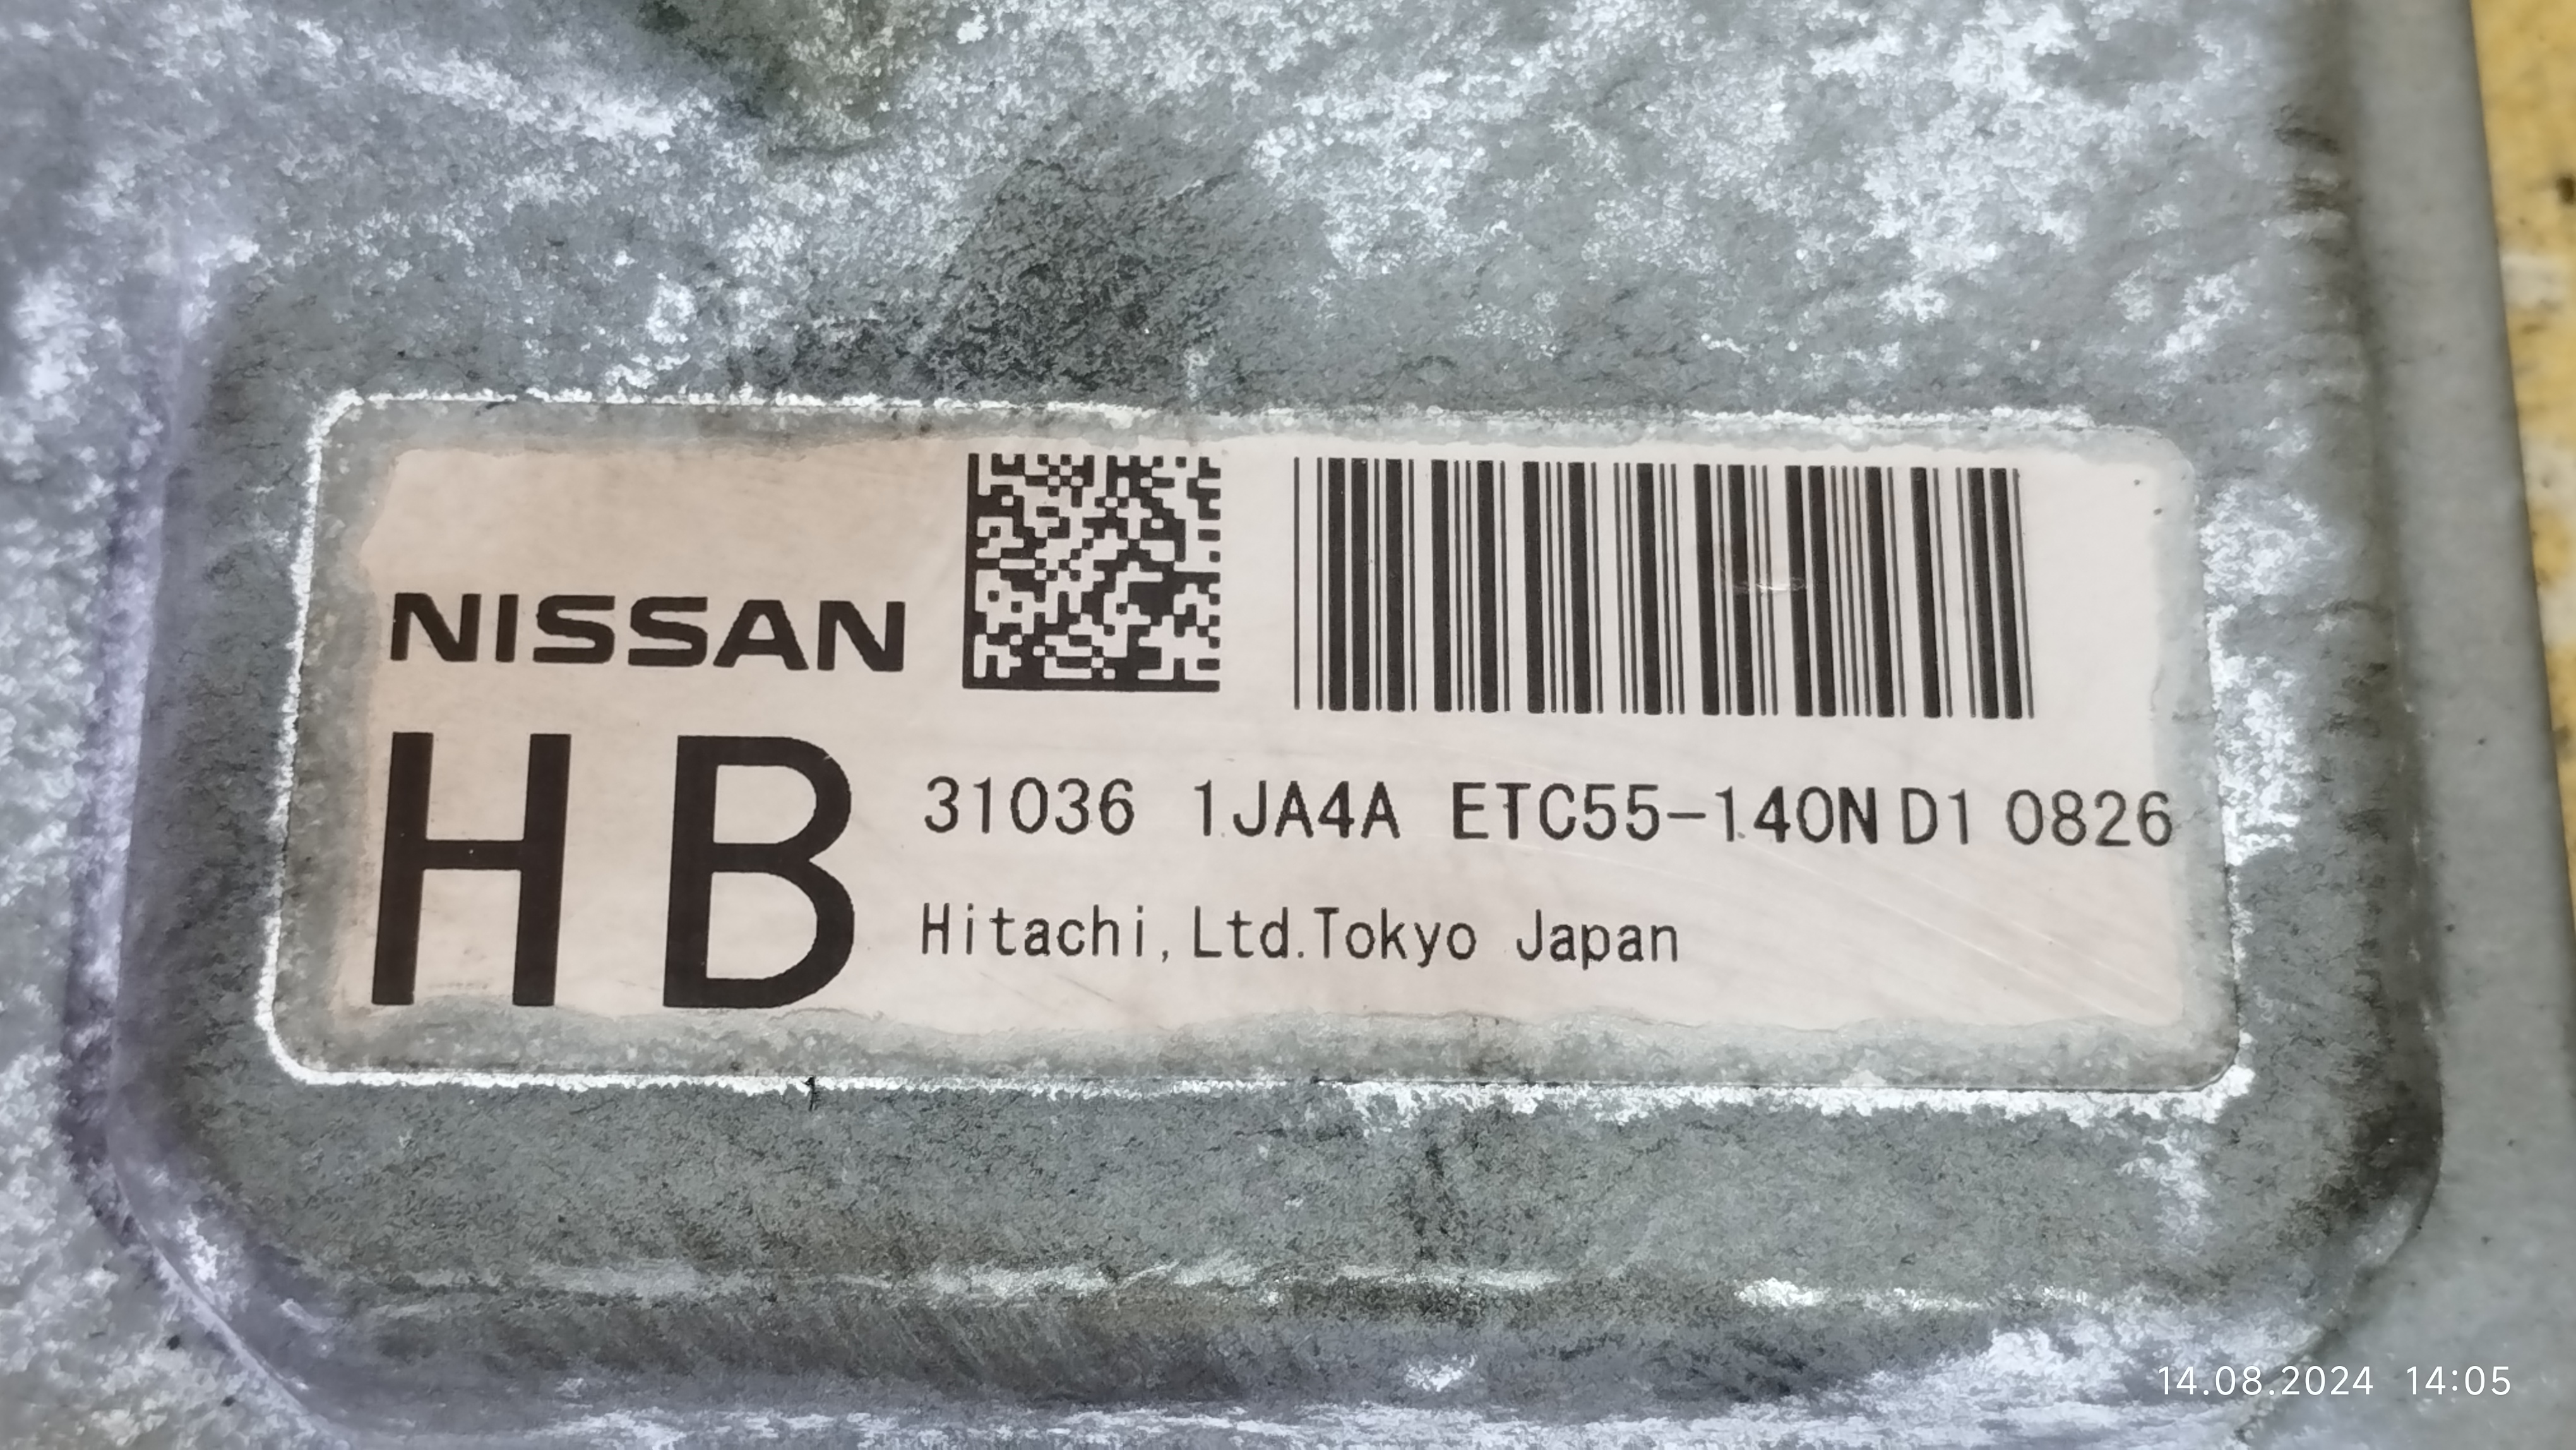 NISSAN
HB
31036 1JA4A ETC55-140N D1 0826
Hitachi,Ltd.Tokyo Japan
14.08.2024 14:05